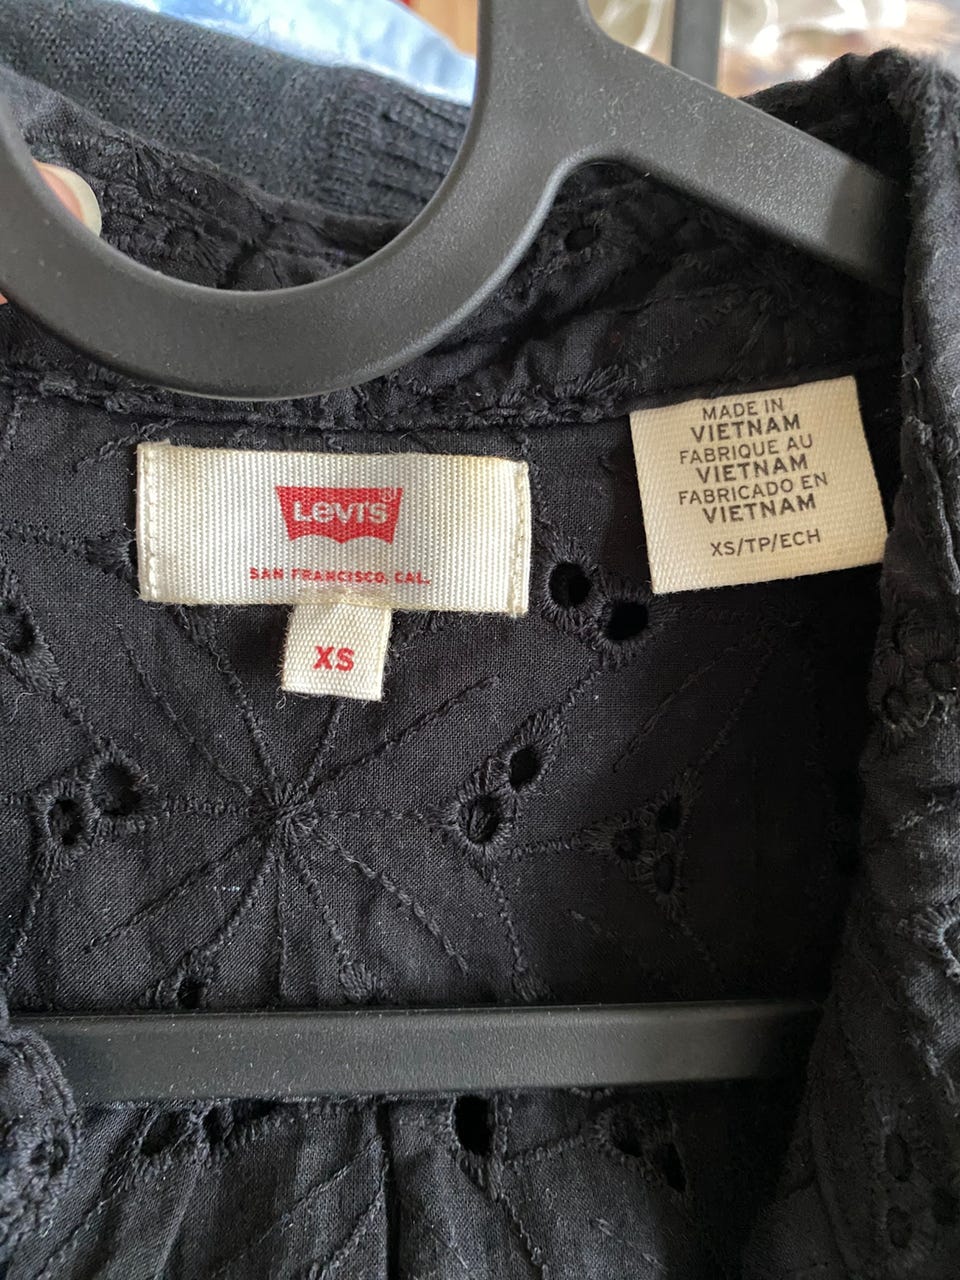 Levi's®
SAN FRANCISCO, CAL.
XS
MADE IN
VIETNAM
FABRIQUE AU
VIETNAM
FABRICADO EN
VIETNAM
XS/TP/ECH